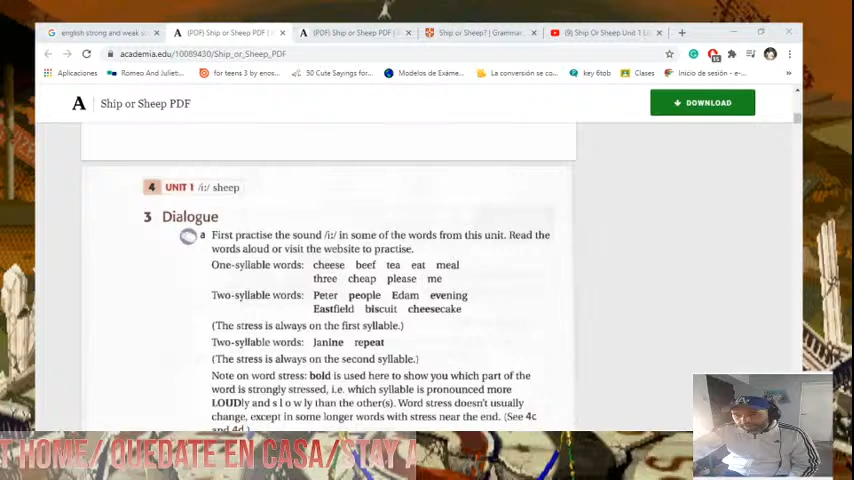 english strong and weak s
(PDF) Ship or Sheep PDF |
(PDF) Ship or Sheep PDF |
Ship or Sheep? | Grammar
(9) Ship Or Sheep Unit 1 L
academia.edu/10089430/Ship_or_Sheep_PDF
Aplicaciones
Romeo And Juliet:
for teens 3 by enos...
50 Cute Sayings for...
Modelos de Exáme...
La conversión se co...
key 6tob
Clases
Inicio de sesión - e-...
A Ship or Sheep PDF
DOWNLOAD
4 UNIT 1 /i:/ sheep
3 Dialogue
a First practise the sound /i:/ in some of the words from this unit. Read the
words aloud or visit the website to practise.
One-syllable words: cheese beef tea eat meal
three cheap please me
Two-syllable words: Peter people Edam evening
Eastfield biscuit cheesecake
(The stress is always on the first syllable.)
Two-syllable words: Janine repeat
(The stress is always on the second syllable.)
Note on word stress: bold is used here to show you which part of the
word is strongly stressed, i.e. which syllable is pronounced more
LOUDly and s l o w ly than the other(s). Word stress doesn't usually
change, except in some longer words with stress near the end. (See 4c
and 4d.)
T HOME/ QUEDATE EN CASA/STAY A